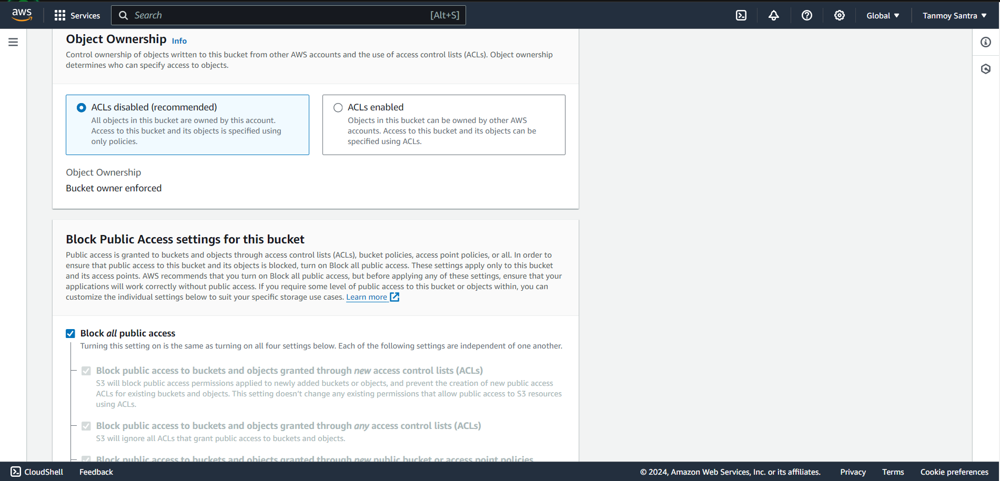 aws
Services
Search
[Alt+S]
Global
Tanmoy Santra
Object Ownership Info
Control ownership of objects written to this bucket from other AWS accounts and the use of access control lists (ACLs). Object ownership
determines who can specify access to objects.
ACLs disabled (recommended)
All objects in this bucket are owned by this account.
Access to this bucket and its objects is specified using
only policies.
ACLs enabled
Objects in this bucket can be owned by other AWS
accounts. Access to this bucket and its objects can be
specified using ACLs.
Object Ownership
Bucket owner enforced
Block Public Access settings for this bucket
Public access is granted to buckets and objects through access control lists (ACLs), bucket policies, access point policies, or all. In order to
ensure that public access to this bucket and its objects is blocked, turn on Block all public access. These settings apply only to this bucket
and its access points. AWS recommends that you turn on Block all public access, but before applying any of these settings, ensure that your
applications will work correctly without public access. If you require some level of public access to this bucket or objects within, you can
customize the individual settings below to suit your specific storage use cases. Learn more
Block all public access
Turning this setting on is the same as turning on all four settings below. Each of the following settings are independent of one another.
Block public access to buckets and objects granted through new access control lists (ACLs)
S3 will block public access permissions applied to newly added buckets or objects, and prevent the creation of new public access
ACLs for existing buckets and objects. This setting doesn't change any existing permissions that allow public access to S3 resources
using ACLs.
Block public access to buckets and objects granted through any access control lists (ACLs)
S3 will ignore all ACLs that grant public access to buckets and objects.
Block public access to buckets and objects granted through new public bucket or access point policies
CloudShell
Feedback
© 2024, Amazon Web Services, Inc. or its affiliates.
Privacy
Terms
Cookie preferences